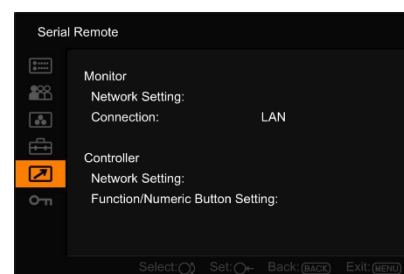 Serial Remote
Monitor
Network Setting:
Connection: LAN
Controller
Network Setting:
Function/Numeric Button Setting:
Select: Set: Back: BACK Exit: MENU